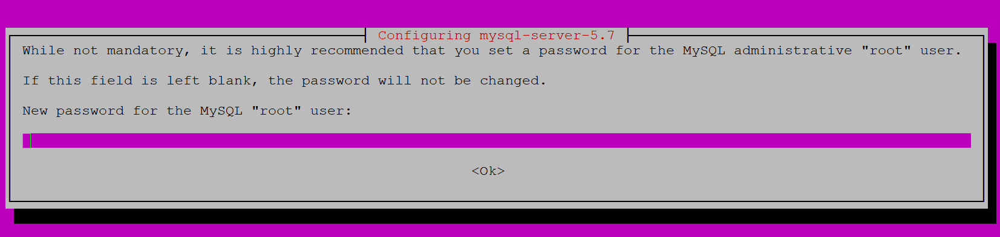 Configuring mysql-server-5.7
While not mandatory, it is highly recommended that you set a password for the MySQL administrative "root" user.
If this field is left blank, the password will not be changed.
New password for the MySQL "root" user:
<Ok>